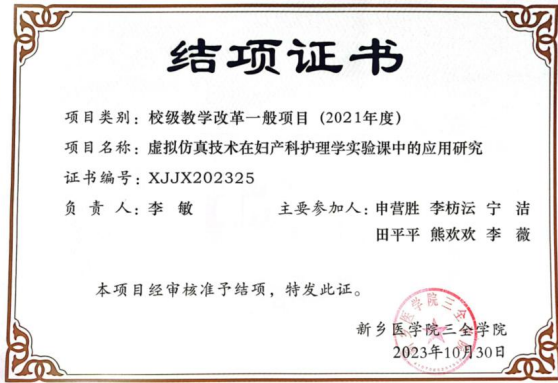 结项证书
项目类别：校级教学改革一般项目（2021年度）
项目名称：虚拟仿真技术在妇产科护理学实验课中的应用研究
证书编号：XJJX202325
负责人：李敏 主要参加人：申营胜 李枋沄 宁洁
田平平 熊欢欢 李薇
本项目经审核准予结项，特发此证。
新乡医学院三全学院
2023年10月30日